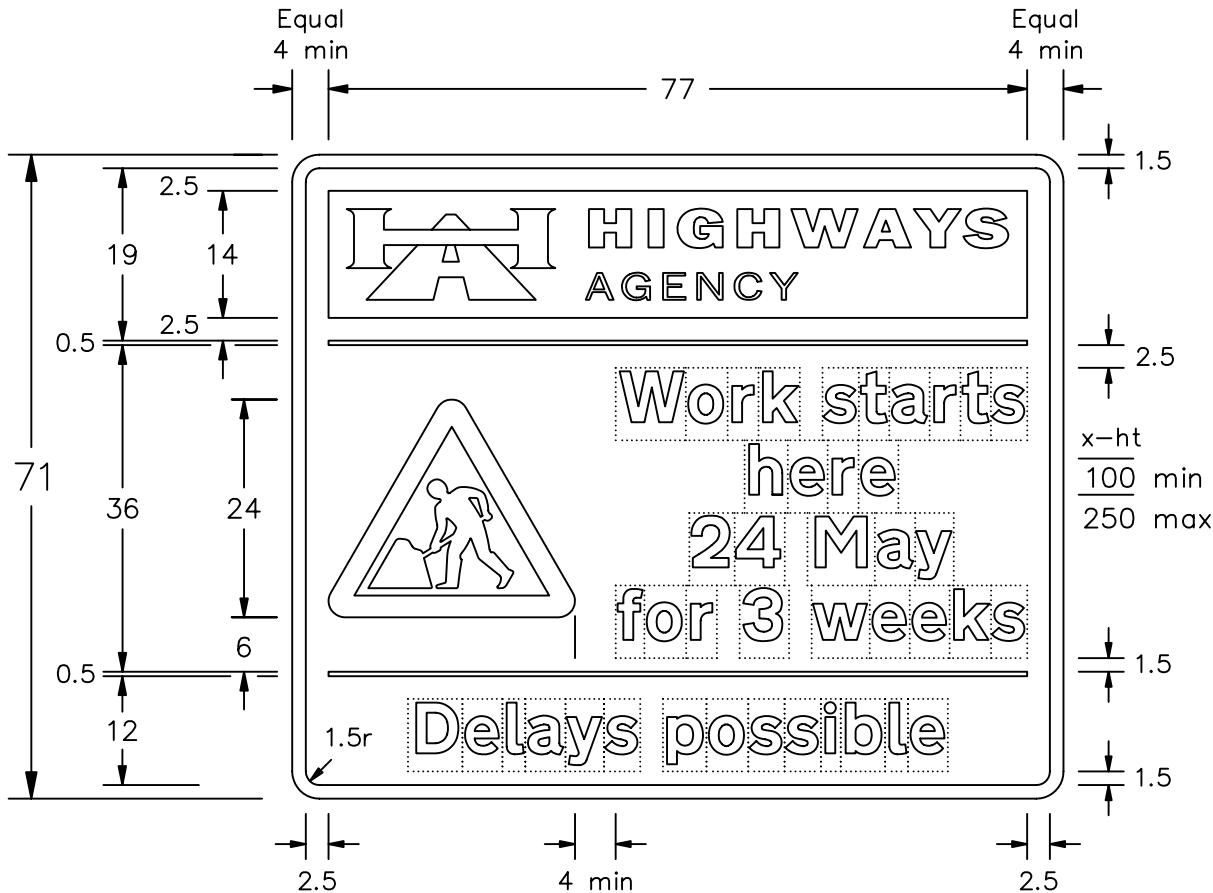 Equal
4 min
Equal
4 min
77
1.5
2.5
19
14
HIGHWAYS
AGENCY
2.5
0.5
2.5
Work starts
here
24 May
for 3 weeks
x-ht
100 min
250 max
71
36
24
6
0.5
1.5
12
1.5r
Delays possible
1.5
2.5
4 min
2.5